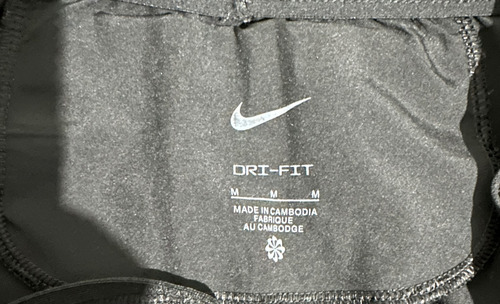 DRI-FIT
M M M
MADE IN CAMBODIA
FABRIQUE
AU CAMBODGE